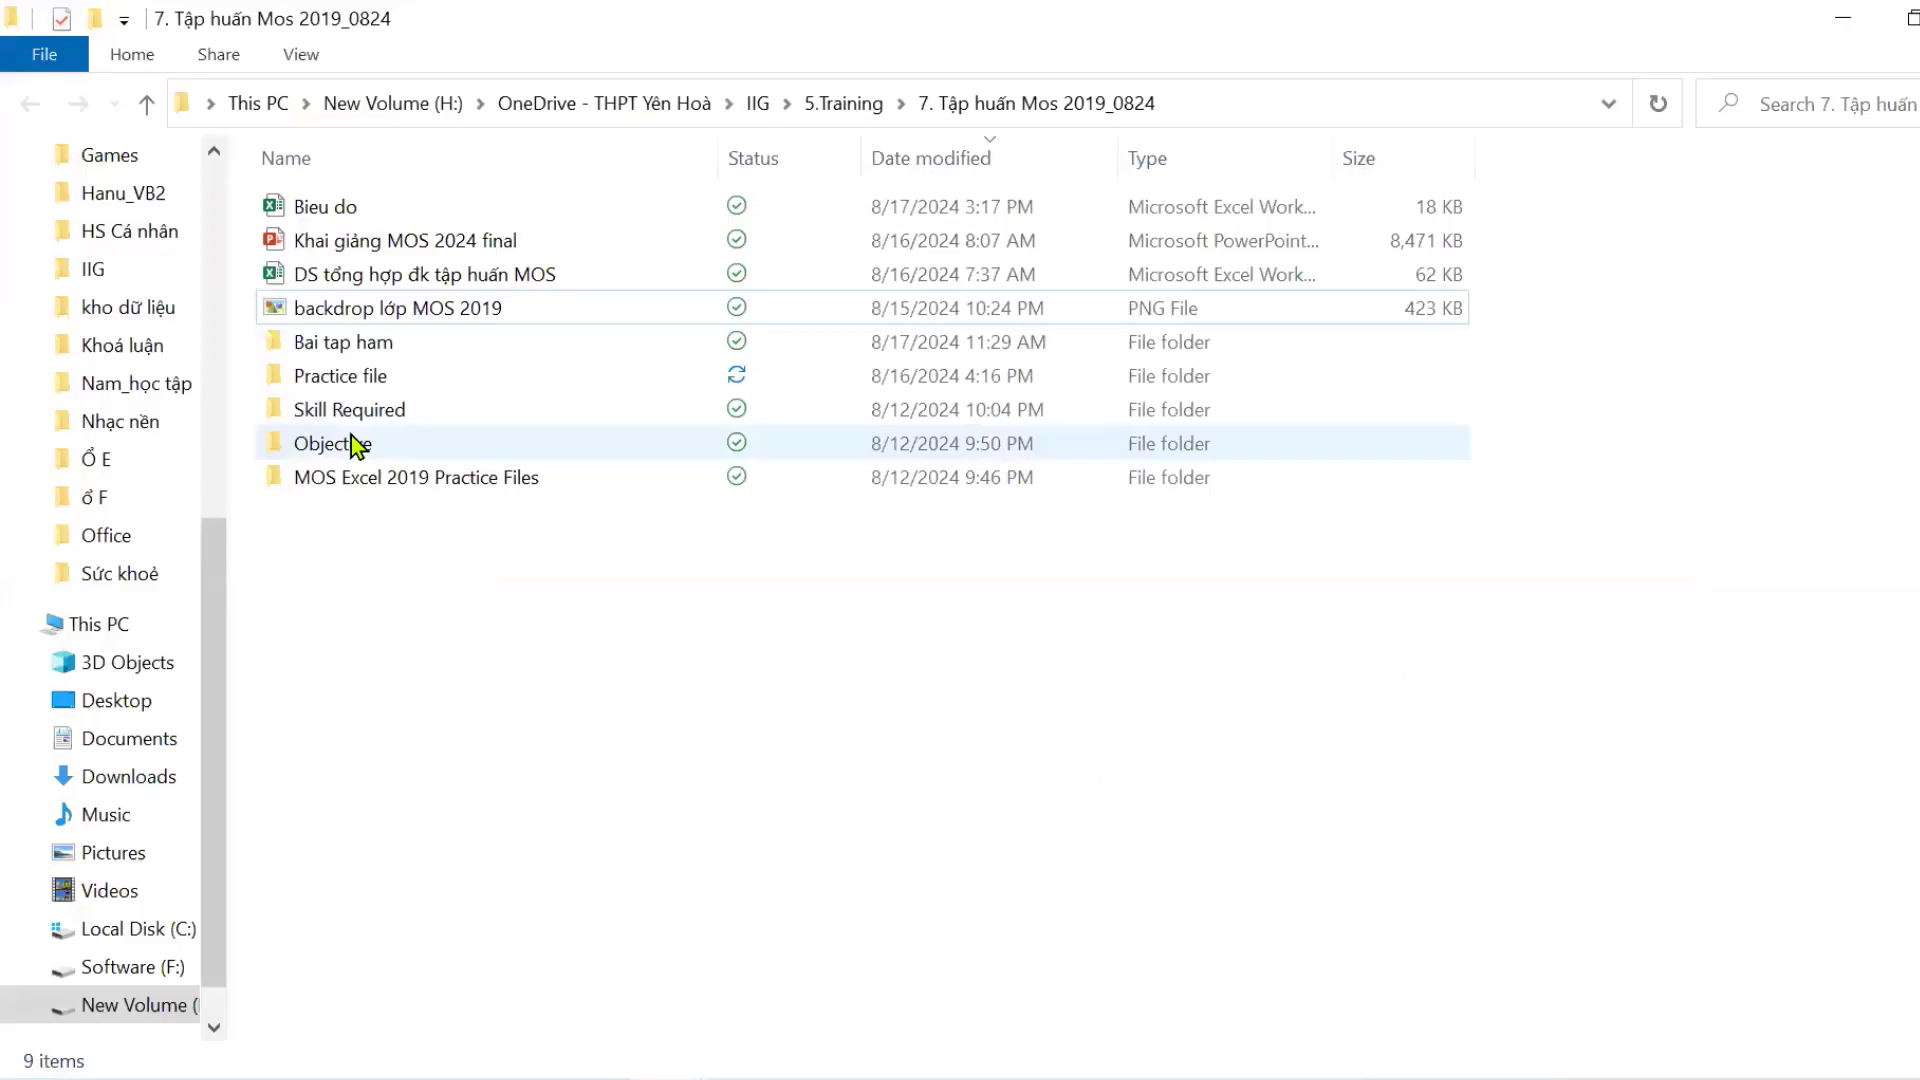 7. Tập huấn Mos 2019_0824
File Home Share View
This PC New Volume (H:) OneDrive - THPT Yên Hoà IIG 5.Training 7. Tập huấn Mos 2019_0824
Search 7. Tập huấn
Name Status Date modified Type Size
Bieu do 8/17/2024 3:17 PM Microsoft Excel Work... 18 KB
Khai giảng MOS 2024 final 8/16/2024 8:07 AM Microsoft PowerPoint... 8,471 KB
DS tổng hợp đk tập huấn MOS 8/16/2024 7:37 AM Microsoft Excel Work... 62 KB
backdrop lớp MOS 2019 8/15/2024 10:24 PM PNG File 423 KB
Bai tap ham 8/17/2024 11:29 AM File folder
Practice file 8/16/2024 4:16 PM File folder
Skill Required 8/12/2024 10:04 PM File folder
Objective 8/12/2024 9:50 PM File folder
MOS Excel 2019 Practice Files 8/12/2024 9:46 PM File folder
Games
Hanu_VB2
HS Cá nhân
IIG
kho dữ liệu
Khoá luận
Nam_học tập
Nhạc nền
Ổ E
ổ F
Office
Sức khoẻ
This PC
3D Objects
Desktop
Documents
Downloads
Music
Pictures
Videos
Local Disk (C:)
Software (F:)
New Volume (
9 items